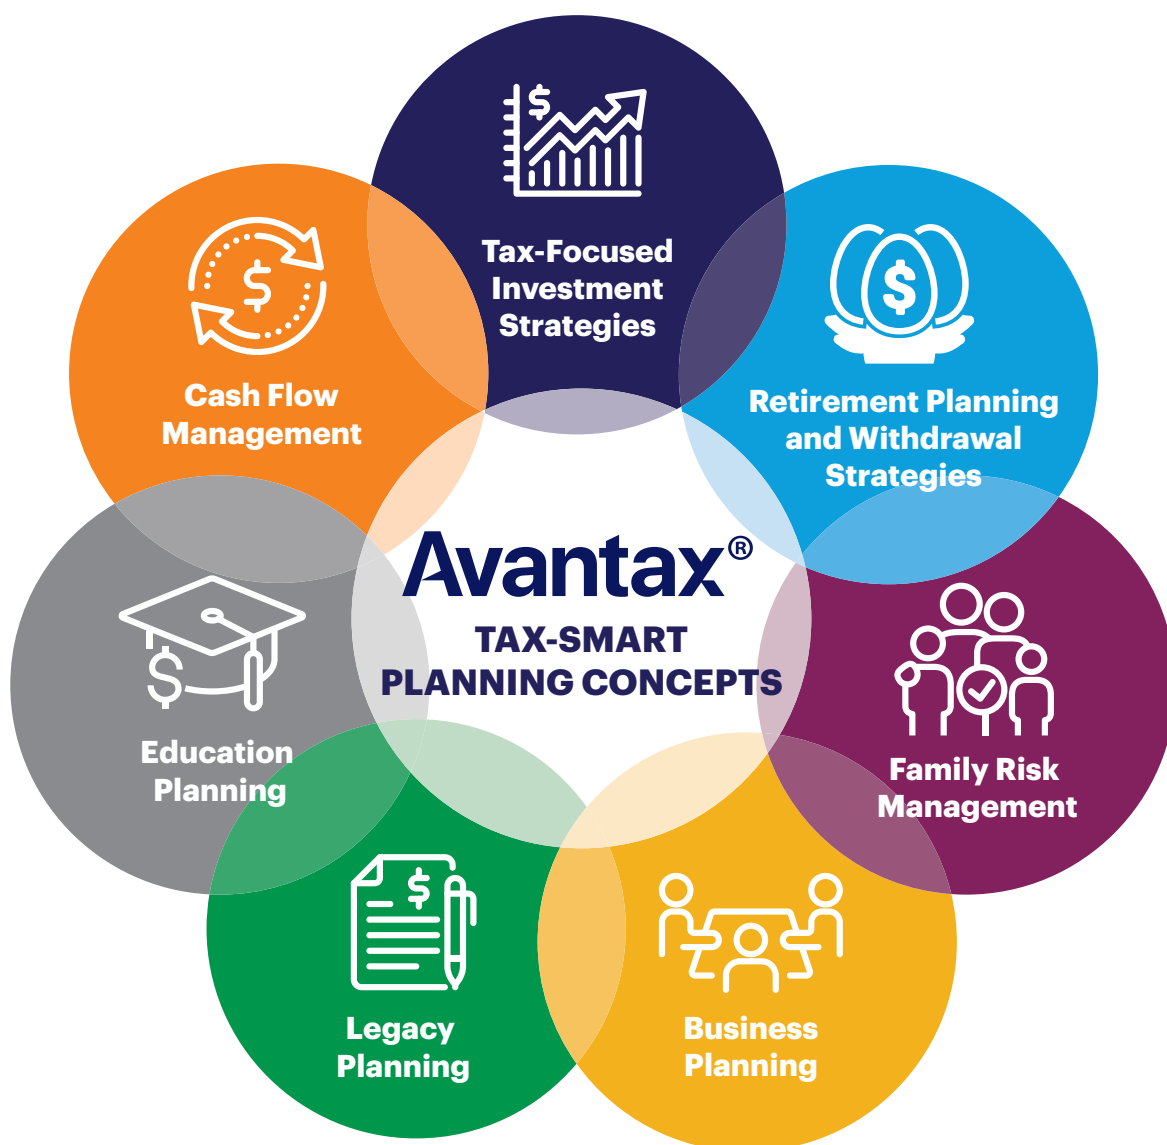 Tax-Focused
Investment
Strategies
Retirement Planning
and Withdrawal
Strategies
Family Risk
Management
Business
Planning
Legacy
Planning
Education
Planning
Cash Flow
Management
Avantax®
TAX-SMART
PLANNING CONCEPTS
$
$
$
$
$